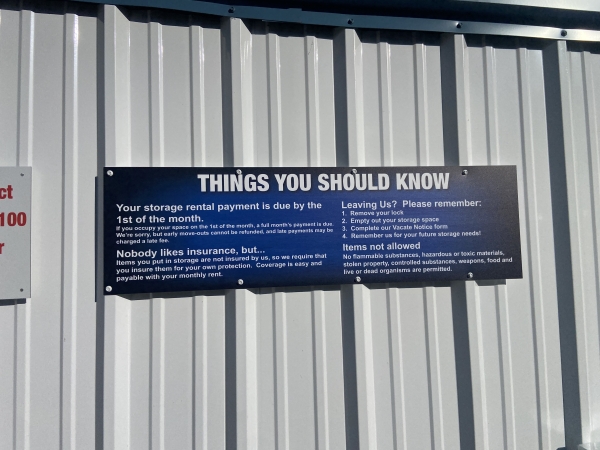 THINGS YOU SHOULD KNOW
Your storage rental payment is due by the
1st of the month.
If you occupy your space on the 1st of the month, a full month's payment is due.
We're sorry, but early move-outs cannot be refunded, and late payments may be
charged a late fee.
Nobody likes insurance, but...
Items you put in storage are not insured by us, so we require that
you insure them for your own protection. Coverage is easy and
payable with your monthly rent.
Leaving Us? Please remember:
1. Remove your lock
2. Empty out your storage space
3. Complete our Vacate Notice form
4. Remember us for your future storage needs!
Items not allowed
No flammable substances, hazardous or toxic materials,
stolen property, controlled substances, weapons, food and
live or dead organisms are permitted.
ct
100
r